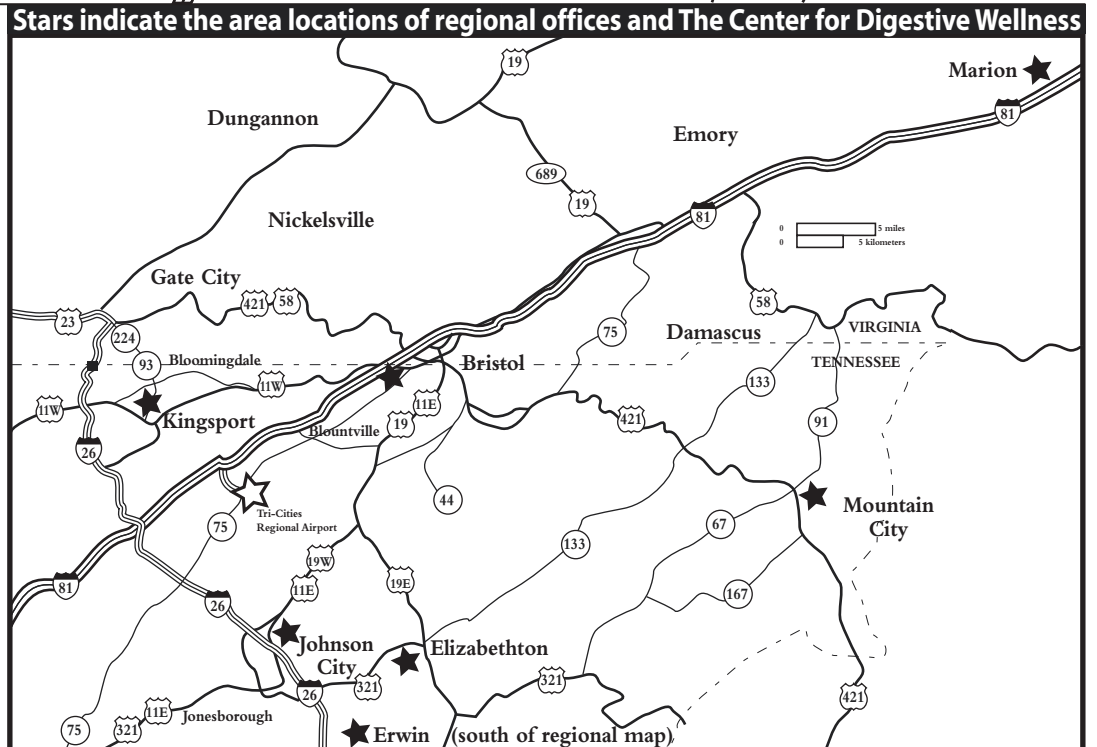 Stars indicate the area locations of regional offices and The Center for Digestive Wellness
19
Marion
81
Dungannon
Emory
689
19
81
Nickelsville
0 5 miles
0 5 kilometers
Gate City
421
58
58
23
224
75
Damascus
VIRGINIA
93
Bloomingdale
Bristol
TENNESSEE
11W
133
11W
11E
Kingsport
19
421
91
Blountville
26
44
Mountain
City
Tri-Cities
Regional Airport
75
67
133
19W
81
11E
19E
167
26
Johnson
City
Elizabethton
26
321
321
421
11E
Jonesborough
75
321
Erwin (south of regional map)